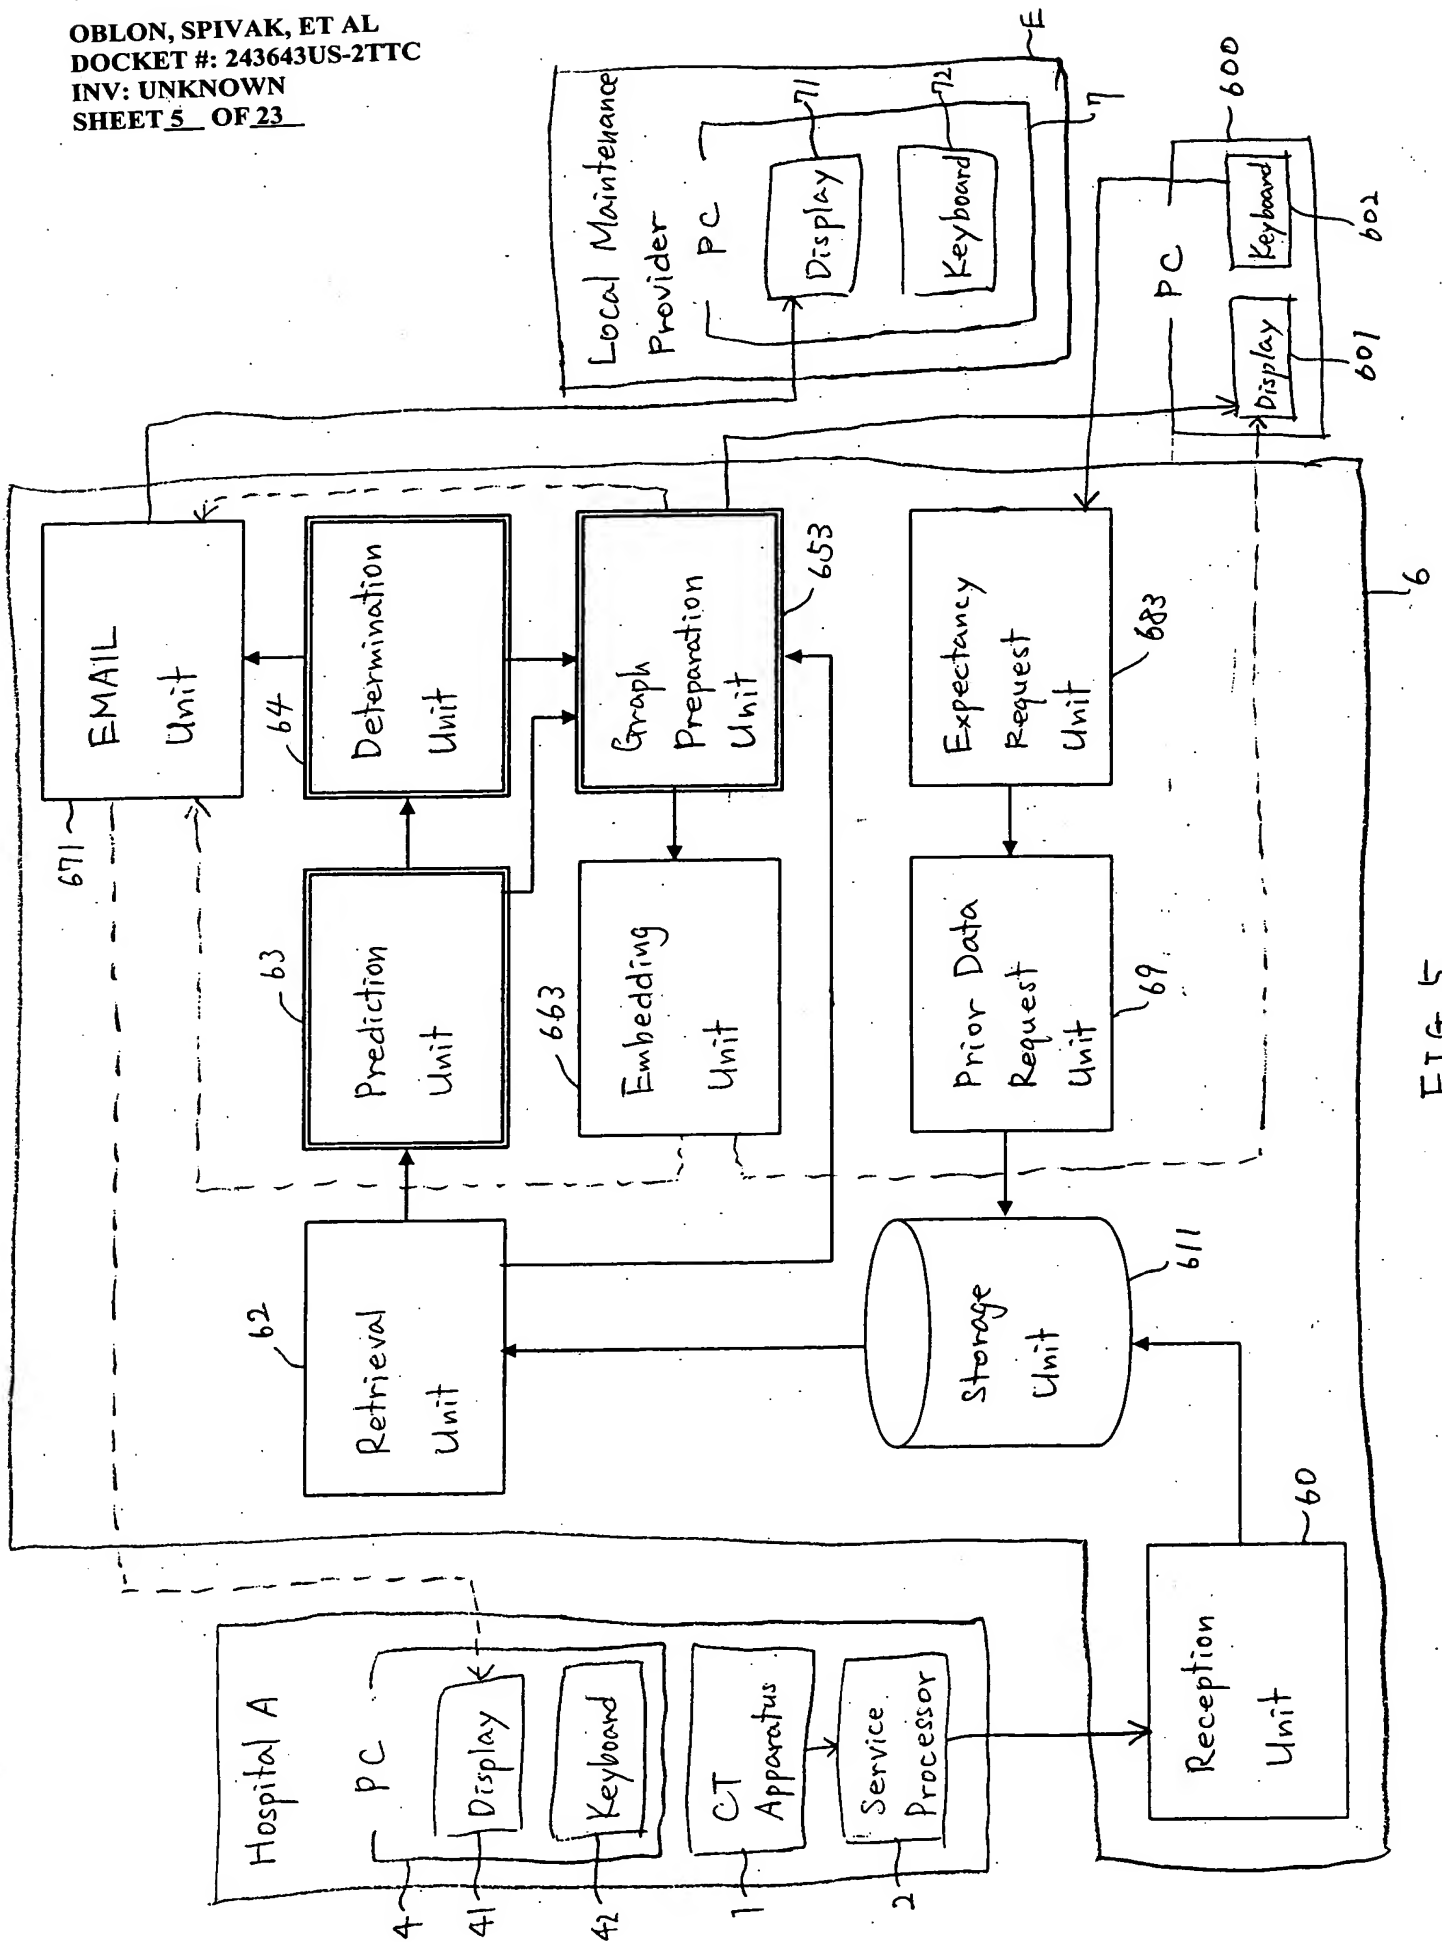 OBLON, SPIVAK, ET AL
DOCKET #: 243643US-2TTC
INV: UNKNOWN
SHEET 5 OF 23
Hospital A
PC
Display
Keyboard
4
41
42
CT
Apparatus
1
Service
Processor
2
Reception
Unit
60
Retrieval
Unit
62
Storage
Unit
611
Prediction
Unit
63
Embedding
Unit
663
Prior Data
Request
Unit
69
EMAIL
Unit
671
Determination
Unit
64
Graph
Preparation
Unit
653
Expectancy
Request
Unit
683
6
Local Maintenance
Provider
PC
Display
71
Keyboard
72
7
E
PC
600
Display
601
Keyboard
602
FIG. 5